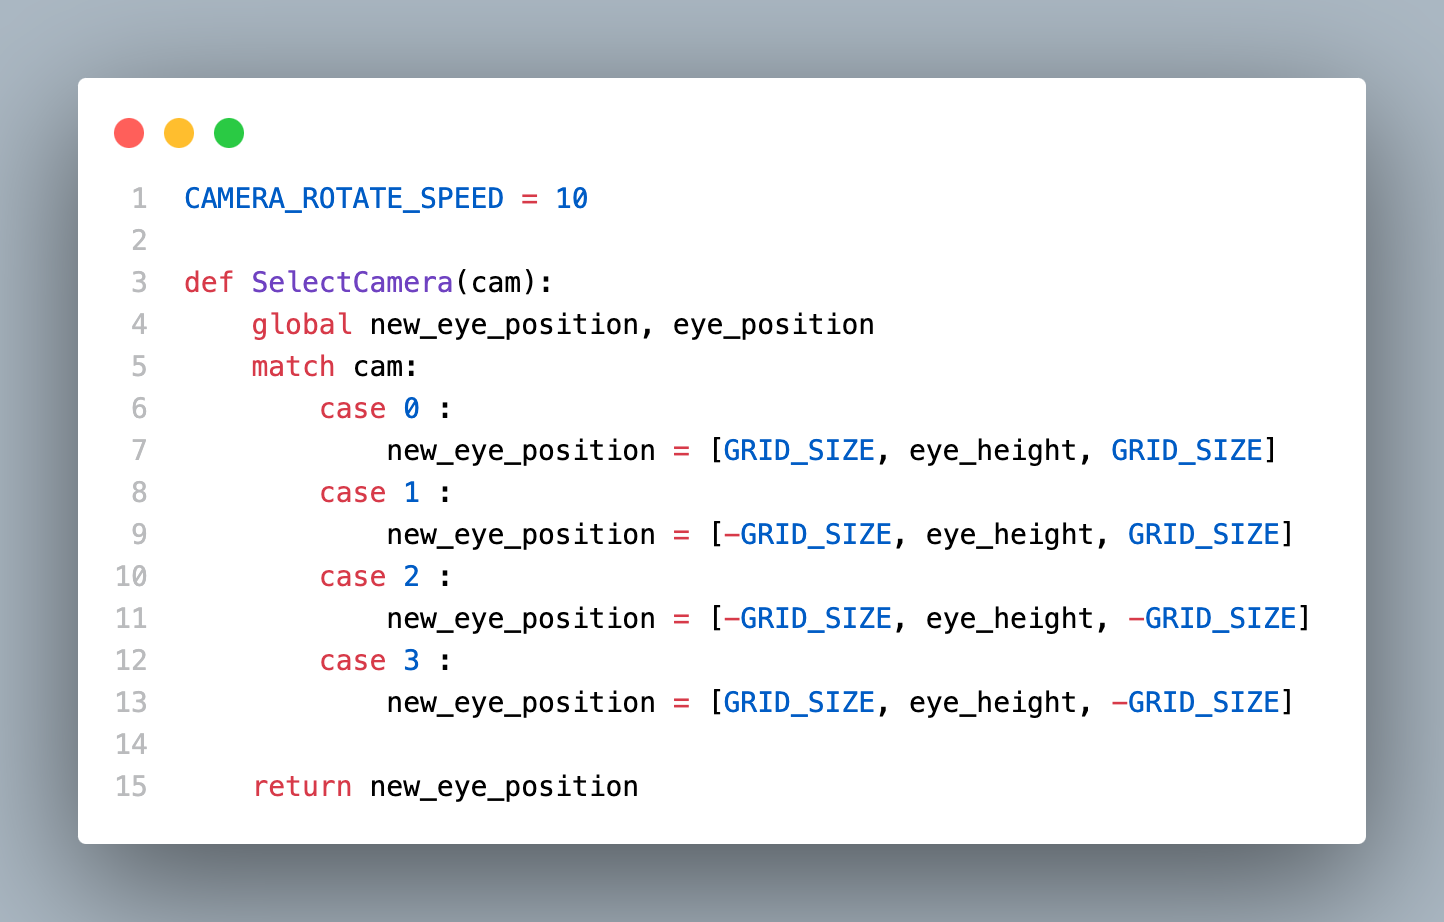 1 CAMERA_ROTATE_SPEED = 10
2
3 def SelectCamera(cam):
4     global new_eye_position, eye_position
5     match cam:
6         case 0 :
7             new_eye_position = [GRID_SIZE, eye_height, GRID_SIZE]
8         case 1 :
9             new_eye_position = [-GRID_SIZE, eye_height, GRID_SIZE]
10         case 2 :
11             new_eye_position = [-GRID_SIZE, eye_height, -GRID_SIZE]
12         case 3 :
13             new_eye_position = [GRID_SIZE, eye_height, -GRID_SIZE]
14
15     return new_eye_position